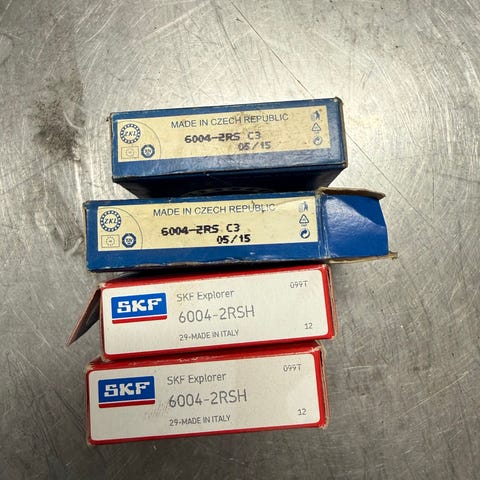 MADE IN CZECH REPUBLIC
ZKL
6004-2RS C3
05/15
MADE IN CZECH REPUBLIC
ZKL
6004-2RS C3
05/15
SKF
SKF Explorer
099T
6004-2RSH
29-MADE IN ITALY
12
SKF
SKF Explorer
099T
6004-2RSH
29-MADE IN ITALY
12